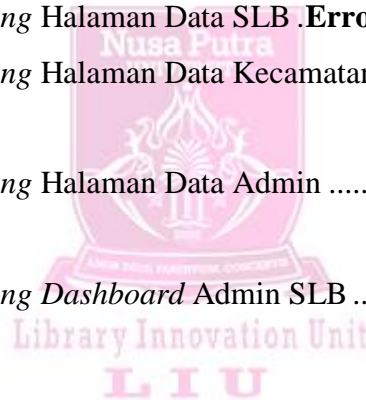 ng Halaman Data SLB .Erro
Nusa Putra
ng Halaman Data Kecamatan
ng Halaman Data Admin .....
ng Dashboard Admin SLB ..
Library Innovation Unit
LIU